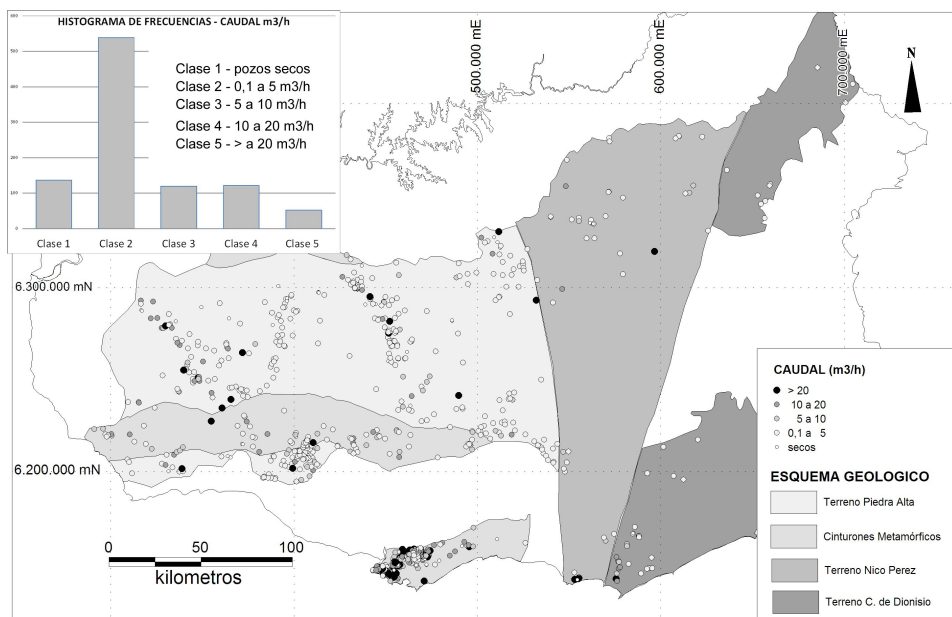 HISTOGRAMA DE FRECUENCIAS - CAUDAL m3/h
600
500
400
300
200
100
0
Clase 1 - pozos secos
Clase 2 - 0,1 a 5 m3/h
Clase 3 - 5 a 10 m3/h
Clase 4 - 10 a 20 m3/h
Clase 5 - > a 20 m3/h
Clase 1 Clase 2 Clase 3 Clase 4 Clase 5
500.000 mE
600.000 mE
700.000 mE
N
6.300.000 mN
6.200.000 mN
0 50 100
kilometros
CAUDAL (m3/h)
> 20
10 a 20
5 a 10
0,1 a 5
secos
ESQUEMA GEOLOGICO
Terreno Piedra Alta
Cinturones Metamórficos
Terreno Nico Perez
Terreno C. de Dionisio